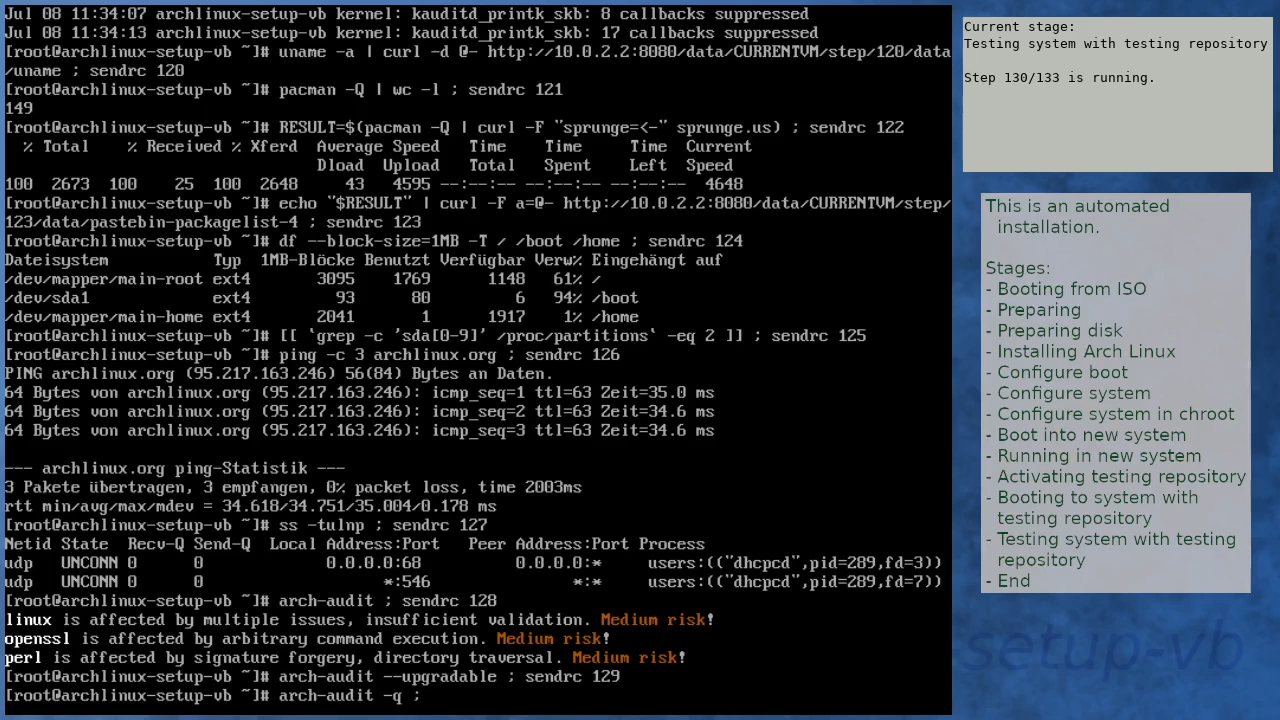 Jul 08 11:34:07 archlinux-setup-vb kernel: kauditd_printk_skb: 8 callbacks suppressed
Jul 08 11:34:13 archlinux-setup-vb kernel: kauditd_printk_skb: 17 callbacks suppressed
[root@archlinux-setup-vb ~]# uname -a | curl -d @- http://10.0.2.2:8080/data/CURRENTVM/step/120/data
/uname ; sendrc 120
[root@archlinux-setup-vb ~]# pacman -Q | wc -l ; sendrc 121
149
[root@archlinux-setup-vb ~]# RESULT=$(pacman -Q | curl -F "sprunge=<-" sprunge.us) ; sendrc 122
  % Total    % Received % Xferd  Average Speed   Time    Time     Time  Current
                                 Dload  Upload   Total   Spent    Left  Speed
100  2673  100    25  100  2648     43   4595 --:--:-- --:--:-- --:--:--  4648
[root@archlinux-setup-vb ~]# echo "$RESULT" | curl -F a=@- http://10.0.2.2:8080/data/CURRENTVM/step/
123/data/pastebin-packagelist-4 ; sendrc 123
[root@archlinux-setup-vb ~]# df --block-size=1MB -T / /boot /home ; sendrc 124
Dateisystem           Typ  1MB-Blöcke Benutzt Verfügbar Verw% Eingehängt auf
/dev/mapper/main-root ext4       3095    1769      1148   61% /
/dev/sda1             ext4         93      80         6   94% /boot
/dev/mapper/main-home ext4       2041       1      1917    1% /home
[root@archlinux-setup-vb ~]# [[ `grep -c 'sda[0-9]' /proc/partitions` -eq 2 ]] ; sendrc 125
[root@archlinux-setup-vb ~]# ping -c 3 archlinux.org ; sendrc 126
PING archlinux.org (95.217.163.246) 56(84) Bytes an Daten.
64 Bytes von archlinux.org (95.217.163.246): icmp_seq=1 ttl=63 Zeit=35.0 ms
64 Bytes von archlinux.org (95.217.163.246): icmp_seq=2 ttl=63 Zeit=34.6 ms
64 Bytes von archlinux.org (95.217.163.246): icmp_seq=3 ttl=63 Zeit=34.6 ms
--- archlinux.org ping-Statistik ---
3 Pakete übertragen, 3 empfangen, 0% packet loss, time 2003ms
rtt min/avg/max/mdev = 34.618/34.751/35.004/0.178 ms
[root@archlinux-setup-vb ~]# ss -tulnp ; sendrc 127
Netid State  Recv-Q Send-Q  Local Address:Port   Peer Address:Port Process
udp   UNCONN 0      0             0.0.0.0:68          0.0.0.0:*     users:(("dhcpcd",pid=289,fd=3))
udp   UNCONN 0      0                   *:546               *:*     users:(("dhcpcd",pid=289,fd=7))
[root@archlinux-setup-vb ~]# arch-audit ; sendrc 128
linux is affected by multiple issues, insufficient validation. Medium risk!
openssl is affected by arbitrary command execution. Medium risk!
perl is affected by signature forgery, directory traversal. Medium risk!
[root@archlinux-setup-vb ~]# arch-audit --upgradable ; sendrc 129
[root@archlinux-setup-vb ~]# arch-audit -q ;
Current stage:
Testing system with testing repository
Step 130/133 is running.
This is an automated
installation.
Stages:
- Booting from ISO
- Preparing
- Preparing disk
- Installing Arch Linux
- Configure boot
- Configure system
- Configure system in chroot
- Boot into new system
- Running in new system
- Activating testing repository
- Booting to system with
testing repository
- Testing system with testing
repository
- End
-setup-vb